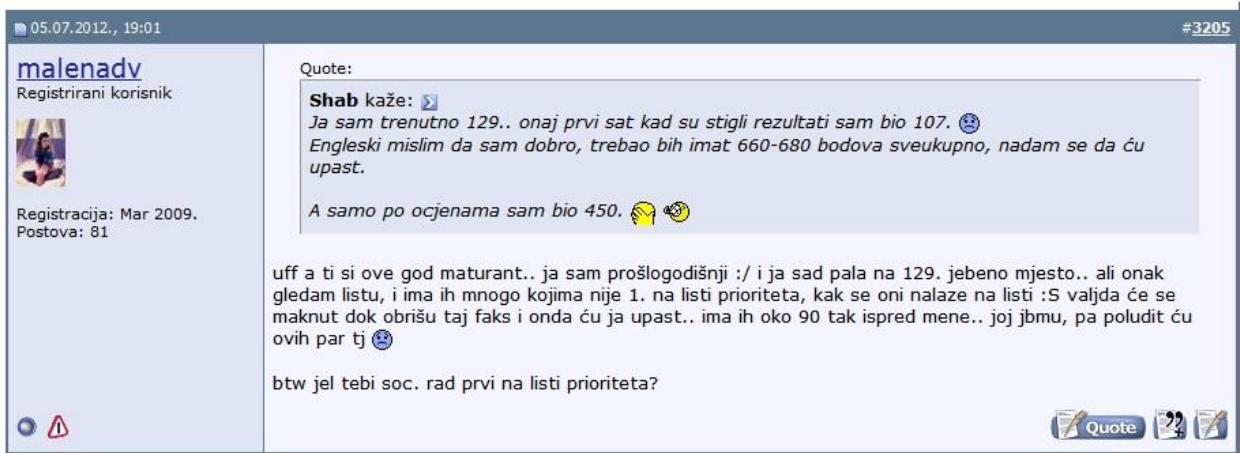 05.07.2012., 19:01
#3205
malenadv
Registrirani korisnik
Registracija: Mar 2009.
Postova: 81
Quote:
Shab kaže:
Ja sam trenutno 129.. onaj prvi sat kad su stigli rezultati sam bio 107.
Engleski mislim da sam dobro, trebao bih imat 660-680 bodova sveukupno, nadam se da ću
upast.
A samo po ocjenama sam bio 450.
uff a ti si ove god maturant.. ja sam prošlogodišnji :/ i ja sad pala na 129. jebeno mjesto.. ali onak
gledam listu, i ima ih mnogo kojima nije 1. na listi prioriteta, kak se oni nalaze na listi :S valjda će se
maknut dok obrišu taj faks i onda ću ja upast.. ima ih oko 90 tak ispred mene.. joj jbmu, pa poludit ću
ovih par tj
btw jel tebi soc. rad prvi na listi prioriteta?
Quote